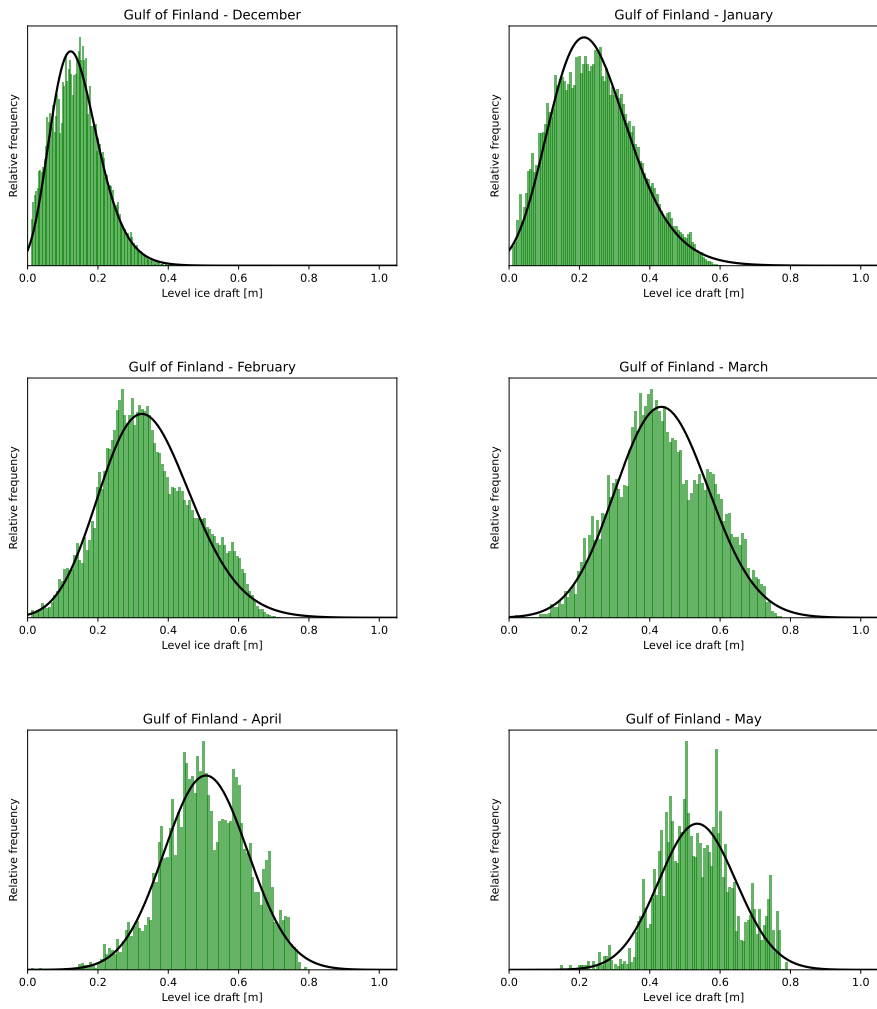 Gulf of Finland - December
Relative frequency
0.0 0.2 0.4 0.6 0.8 1.0
Level ice draft [m]
Gulf of Finland - January
Relative frequency
0.0 0.2 0.4 0.6 0.8 1.0
Level ice draft [m]
Gulf of Finland - February
Relative frequency
0.0 0.2 0.4 0.6 0.8 1.0
Level ice draft [m]
Gulf of Finland - March
Relative frequency
0.0 0.2 0.4 0.6 0.8 1.0
Level ice draft [m]
Gulf of Finland - April
Relative frequency
0.0 0.2 0.4 0.6 0.8 1.0
Level ice draft [m]
Gulf of Finland - May
Relative frequency
0.0 0.2 0.4 0.6 0.8 1.0
Level ice draft [m]